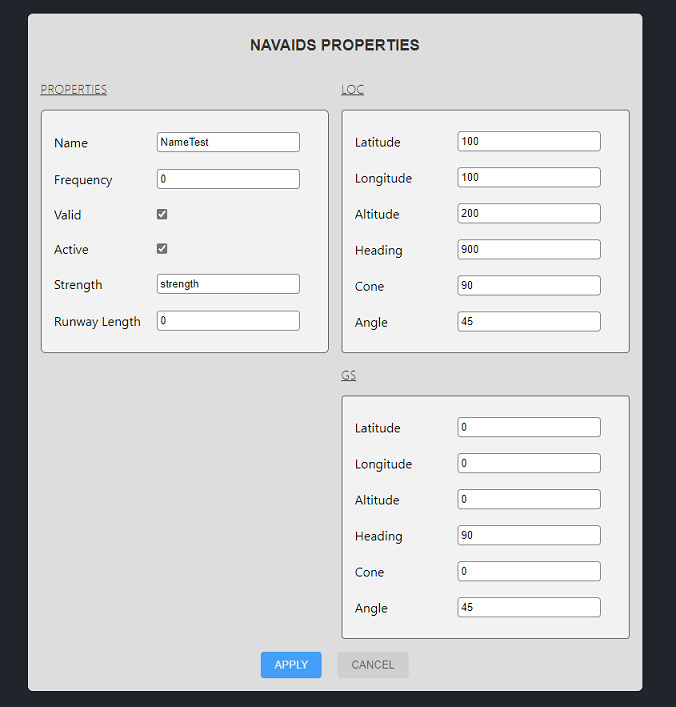 NAVAIDS PROPERTIES
PROPERTIES
Name NameTest
Frequency 0
Valid
Active
Strength strength
Runway Length 0
LOC
Latitude 100
Longitude 100
Altitude 200
Heading 900
Cone 90
Angle 45
GS
Latitude 0
Longitude 0
Altitude 0
Heading 90
Cone 0
Angle 45
APPLY CANCEL